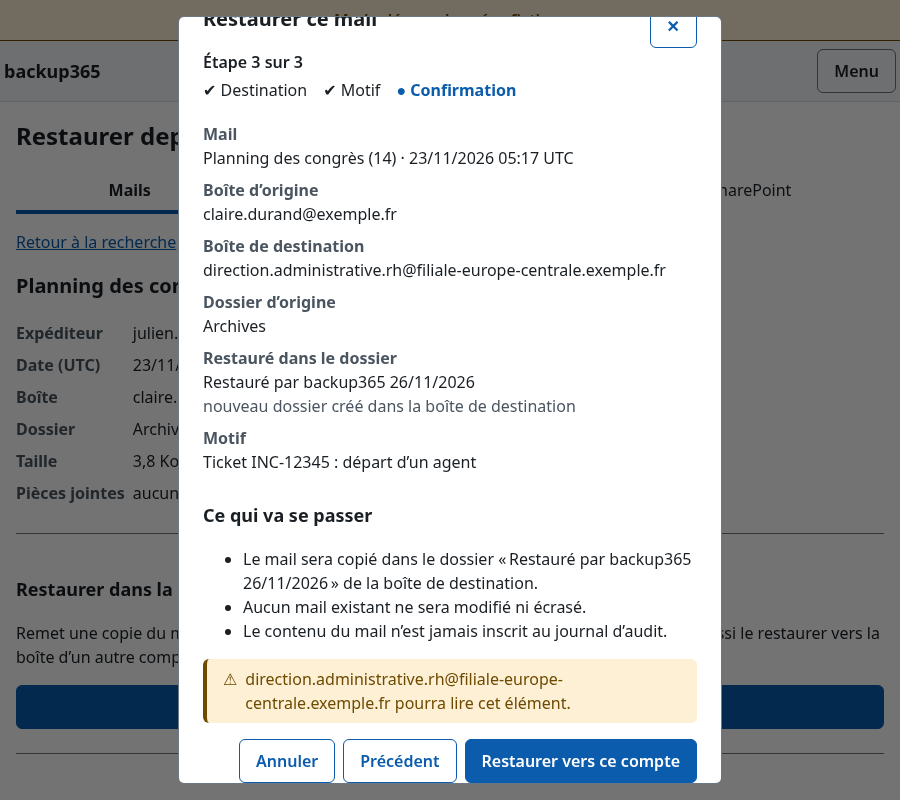 Restaurer ce mail
×
backup365
Menu
Étape 3 sur 3
✔ Destination ✔ Motif ● Confirmation
Restaurer dep
Mails
harePoint
Mail
Planning des congrès (14) · 23/11/2026 05:17 UTC
Boîte d’origine
claire.durand@exemple.fr
Boîte de destination
direction.administrative.rh@filiale-europe-centrale.exemple.fr
Dossier d’origine
Archives
Restauré dans le dossier
Restauré par backup365 26/11/2026
nouveau dossier créé dans la boîte de destination
Motif
Ticket INC-12345 : départ d’un agent
Ce qui va se passer
• Le mail sera copié dans le dossier « Restauré par backup365
26/11/2026 » de la boîte de destination.
• Aucun mail existant ne sera modifié ni écrasé.
• Le contenu du mail n’est jamais inscrit au journal d’audit.
⚠ direction.administrative.rh@filiale-europe-
centrale.exemple.fr pourra lire cet élément.
Annuler
Précédent
Restaurer vers ce compte
Retour à la recherche
Planning des cor
Expéditeur julien.
Date (UTC) 23/11/
Boîte claire.
Dossier Archiv
Taille 3,8 Ko
Pièces jointes aucun
Restaurer dans la
Remet une copie du m
ssi le restaurer vers la
boîte d’un autre comp